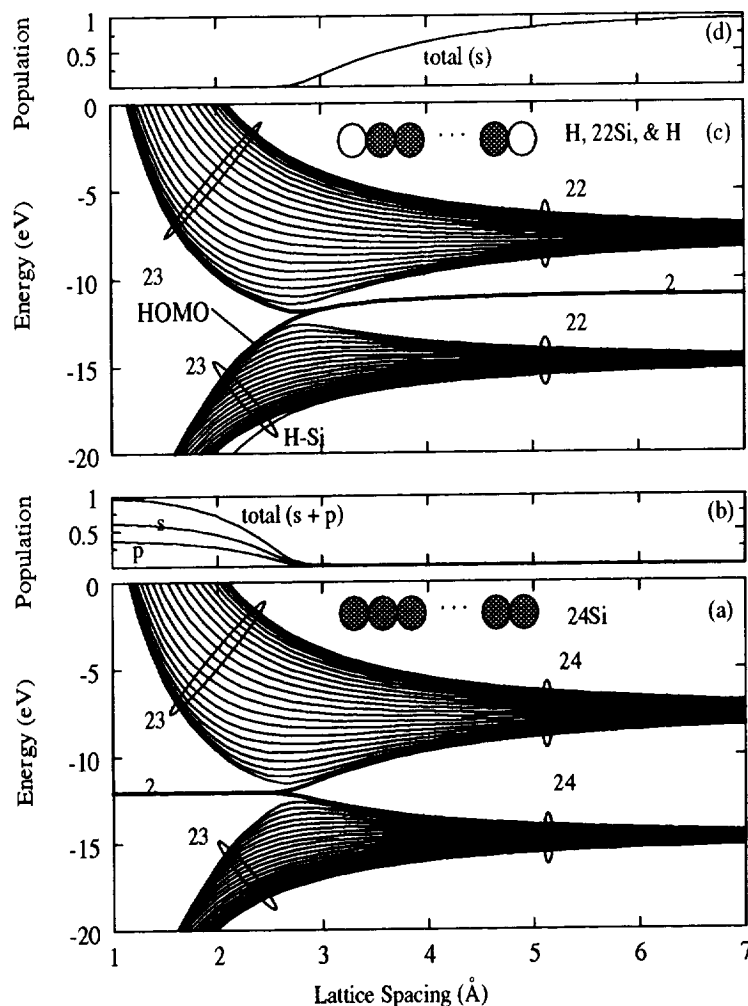 Population
1
0.5
total (s)
(d)
Energy (eV)
0
-5
-10
-15
-20
H, 22Si, & H
(c)
22
23
2
HOMO
22
23
H-Si
Population
1
0.5
total (s + p)
s
p
(b)
Energy (eV)
0
-5
-10
-15
-20
24Si
(a)
24
23
2
24
23
1 2 3 4 5 6 7
Lattice Spacing (Å)